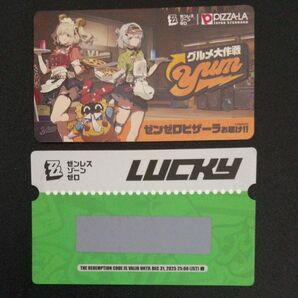 ゼンレス
ゾーン
ゼロ
PIZZA-LA
グルメ大作戦
Yum
ゼンゼロピザーラお届け!!
ゼンレス
ゾーン
ゼロ
LUCKY
THE REDEMPTION CODE IS VALID UNTIL DEC 31, 2025 23:00 (JST)